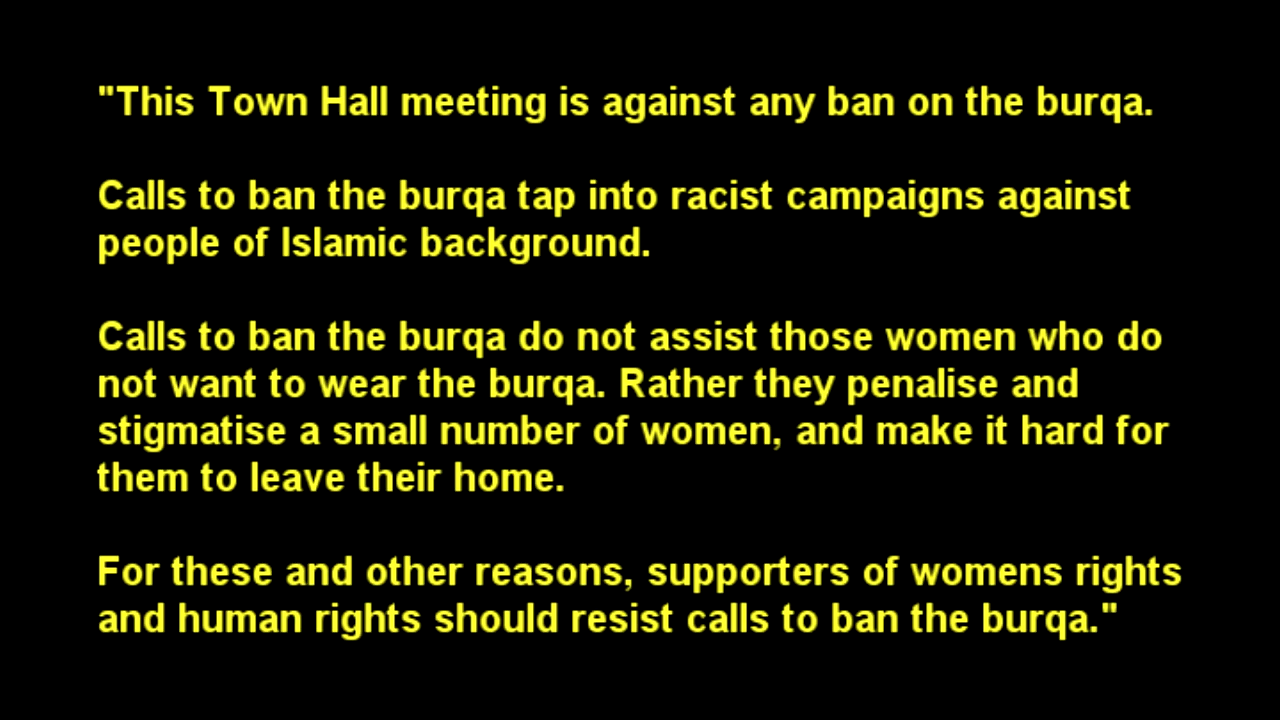 "This Town Hall meeting is against any ban on the burqa.
Calls to ban the burqa tap into racist campaigns against
people of Islamic background.
Calls to ban the burqa do not assist those women who do
not want to wear the burqa. Rather they penalise and
stigmatise a small number of women, and make it hard for
them to leave their home.
For these and other reasons, supporters of womens rights
and human rights should resist calls to ban the burqa."